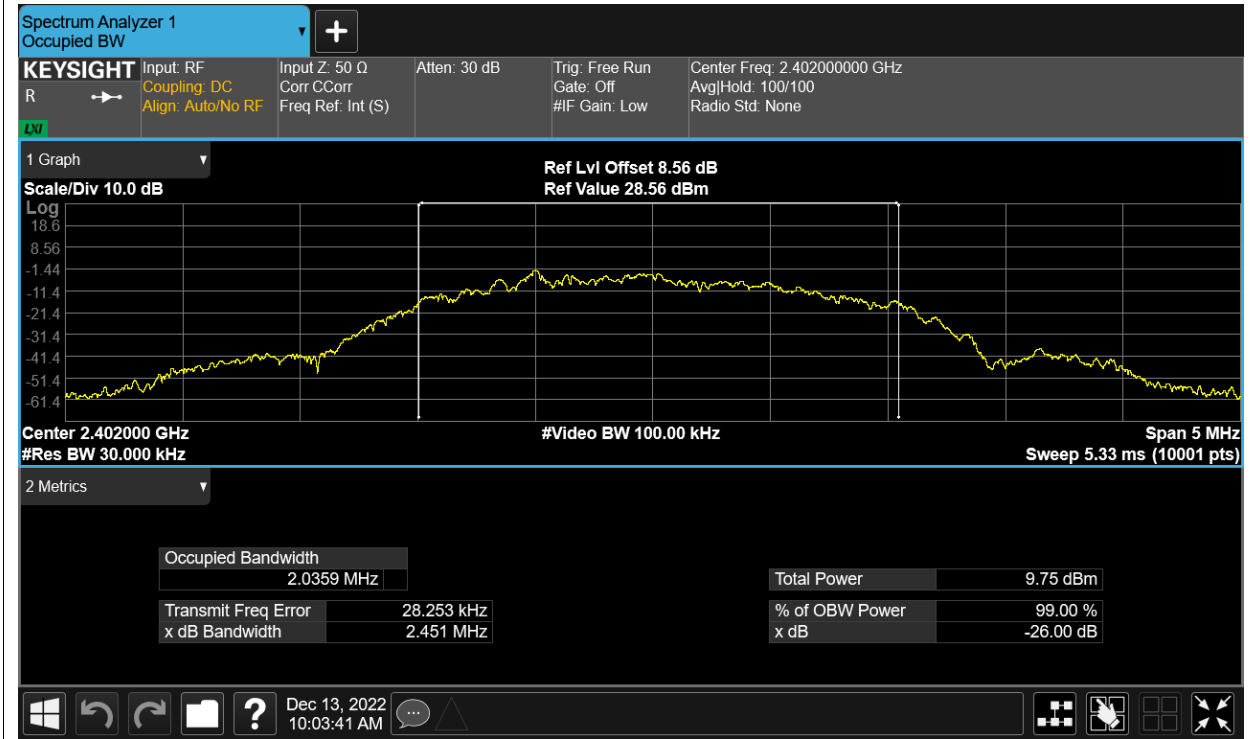 Spectrum Analyzer 1
Occupied BW
KEYSIGHT Input: RF Input Z: 50 Ω Atten: 30 dB Trig: Free Run Center Freq: 2.402000000 GHz
R Coupling: DC Corr CCorr Gate: Off Avg|Hold: 100/100
Align: Auto/No RF Freq Ref: Int (S) #IF Gain: Low Radio Std: None
LXI
1 Graph
Ref Lvl Offset 8.56 dB
Scale/Div 10.0 dB Ref Value 28.56 dBm
Log
18.6
8.56
-1.44
-11.4
-21.4
-31.4
-41.4
-51.4
-61.4
Center 2.402000 GHz #Video BW 100.00 kHz Span 5 MHz
#Res BW 30.000 kHz Sweep 5.33 ms (10001 pts)
2 Metrics
Occupied Bandwidth
2.0359 MHz Total Power 9.75 dBm
Transmit Freq Error 28.253 kHz % of OBW Power 99.00 %
x dB Bandwidth 2.451 MHz x dB -26.00 dB
Dec 13, 2022
10:03:41 AM